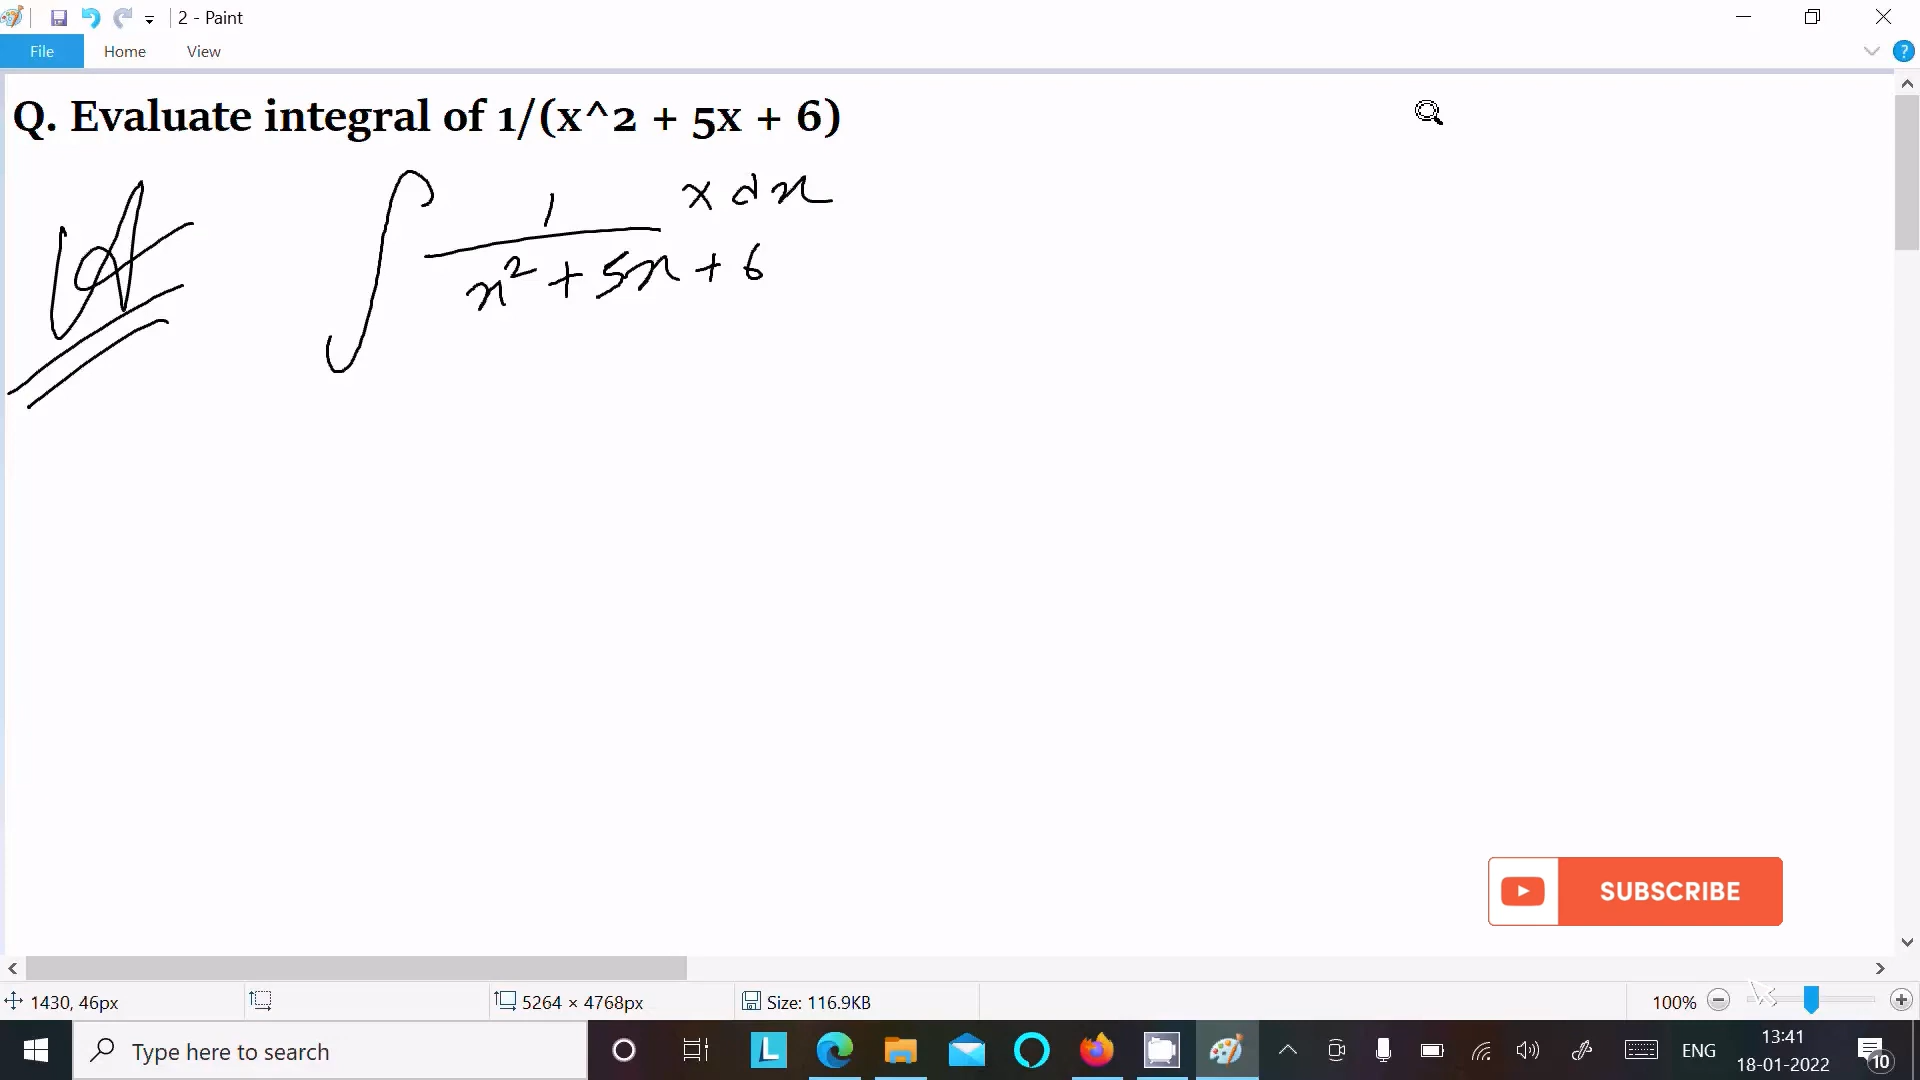 2 - Paint
File Home View
Q. Evaluate integral of 1/(x^2 + 5x + 6)
∫ 1/(x² + 5x + 6) × dx
SUBSCRIBE
1430, 46px 5264 × 4768px Size: 116.9KB 100%
Type here to search
L
ENG
13:41
18-01-2022
10